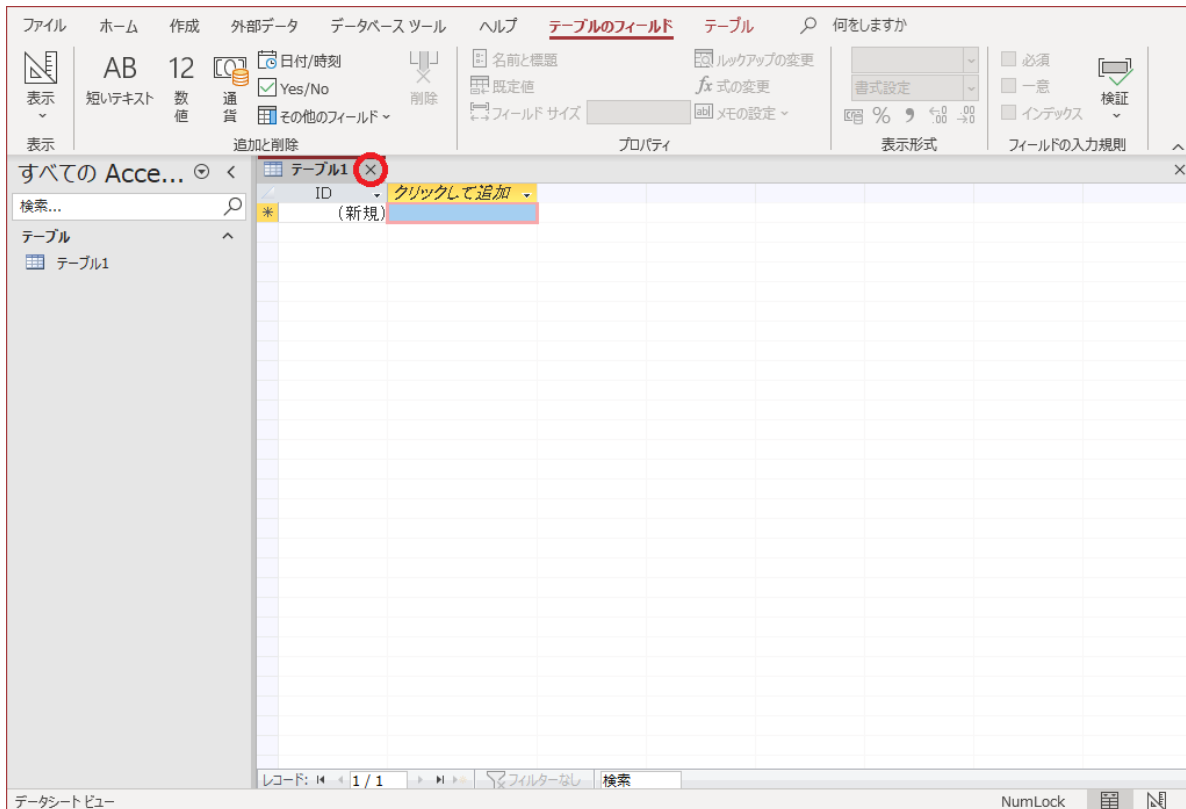 ファイル ホーム 作成 外部データ データベース ツール ヘルプ テーブルのフィールド テーブル 何をしますか
表示
AB 短いテキスト
12 数値
通貨
日付/時刻
Yes/No
その他のフィールド
削除
名前と標題
既定値
フィールド サイズ
ルックアップの変更
fx 式の変更
ab| メモの設定
書式設定
% 9 .00 .00
必須
一意
インデックス
検証
表示 追加と削除 プロパティ 表示形式 フィールドの入力規則
すべての Acce...
検索...
テーブル
テーブル1
テーブル1
ID クリックして追加
(新規)
レコード: 1 / 1 フィルターなし 検索
データシート ビュー NumLock